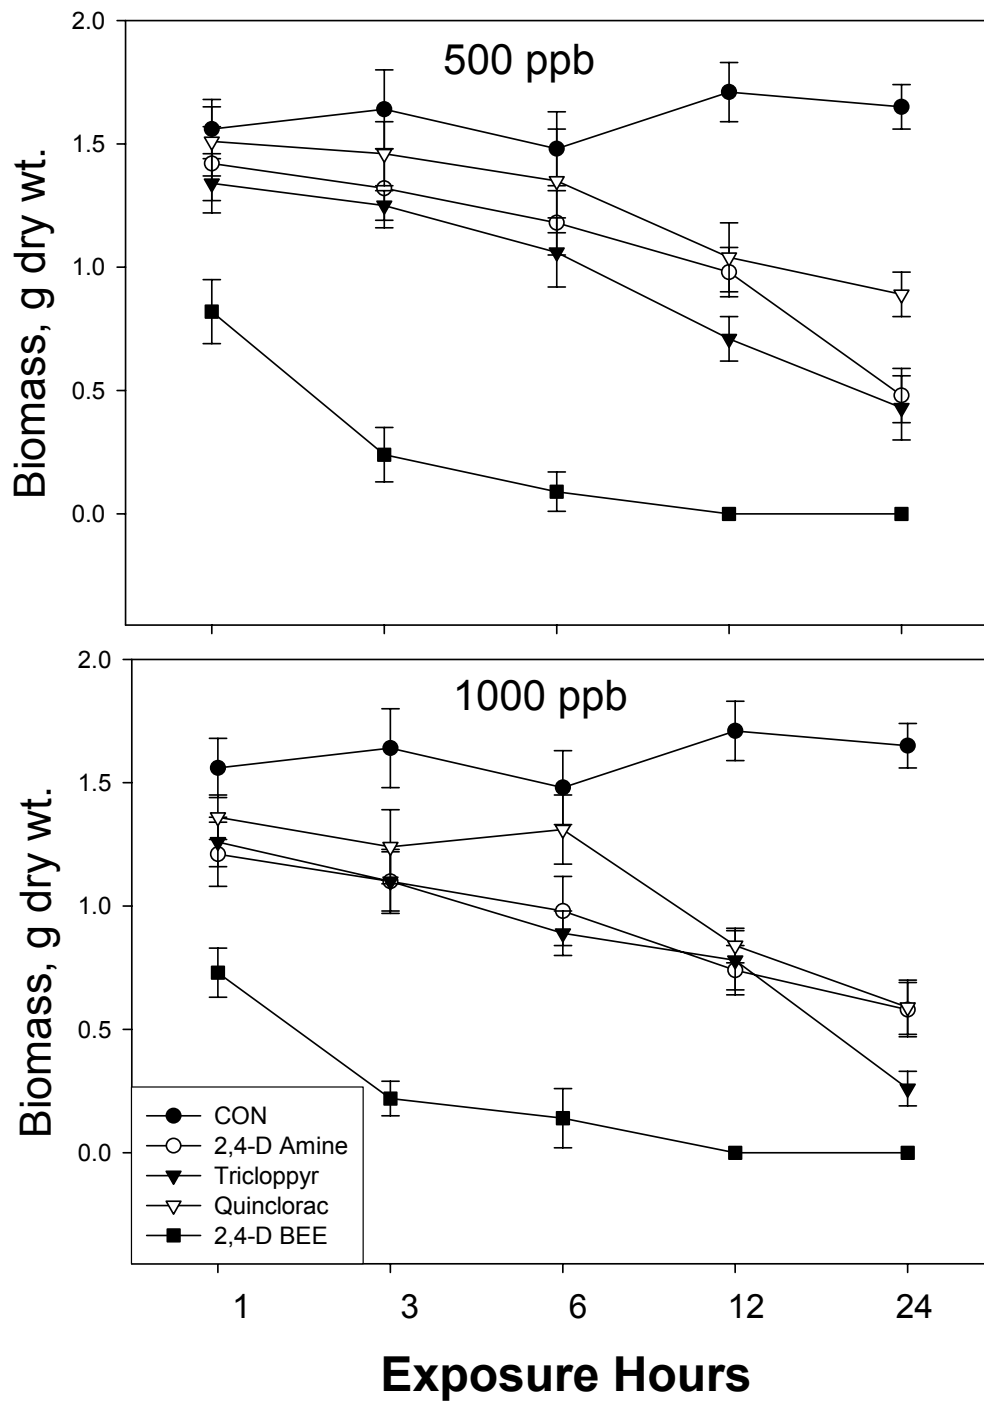 2.0
500 ppb
1.5
1.0
0.5
0.0
Biomass, g dry wt.
2.0
1000 ppb
1.5
1.0
0.5
0.0
Biomass, g dry wt.
CON
2,4-D Amine
Tricloppyr
Quinclorac
2,4-D BEE
1 3 6 12 24
Exposure Hours